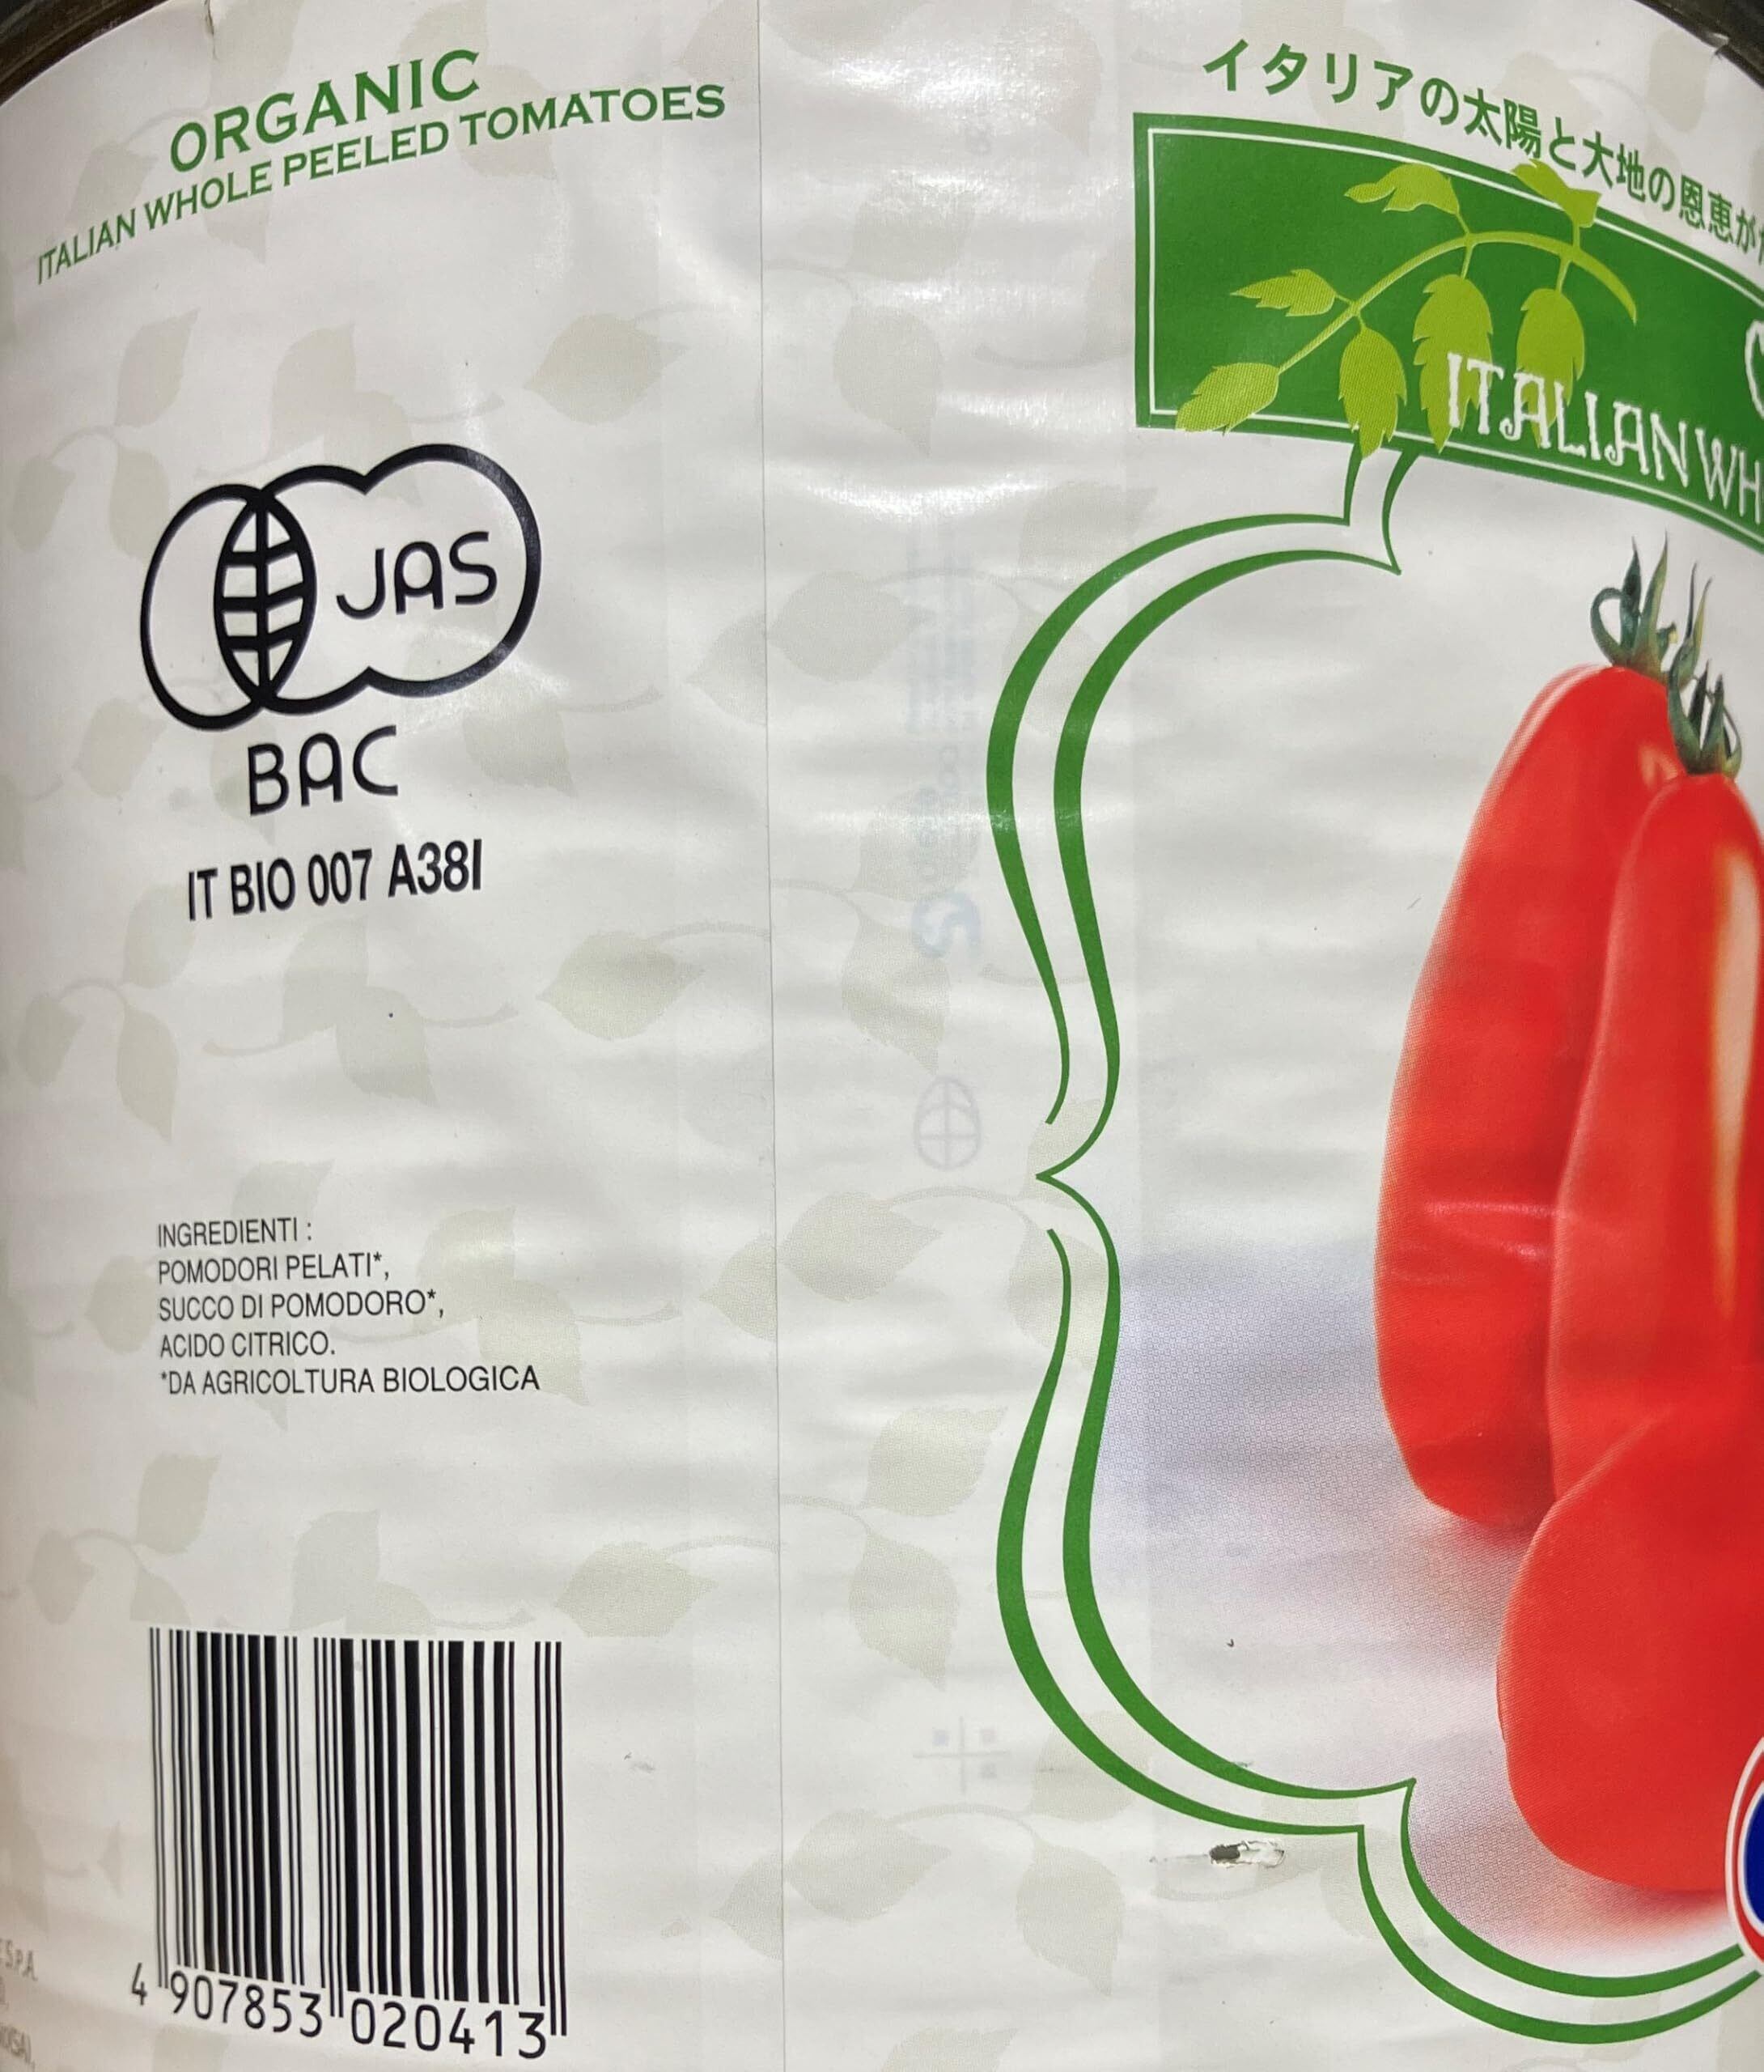 ORGANIC
ITALIAN WHOLE PEELED TOMATOES
JAS
BAC
IT BIO 007 A38I
INGREDIENTI :
POMODORI PELATI*,
SUCCO DI POMODORO*,
ACIDO CITRICO.
*DA AGRICOLTURA BIOLOGICA
4 907853 020413
S.P.A.
イタリアの太陽と大地の恩恵が
ITALIAN WH